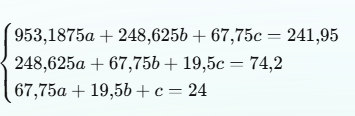 953,1875a + 248,625b + 67,75c = 241,95
248,625a + 67,75b + 19,5c = 74,2
67,75a + 19,5b + c = 24